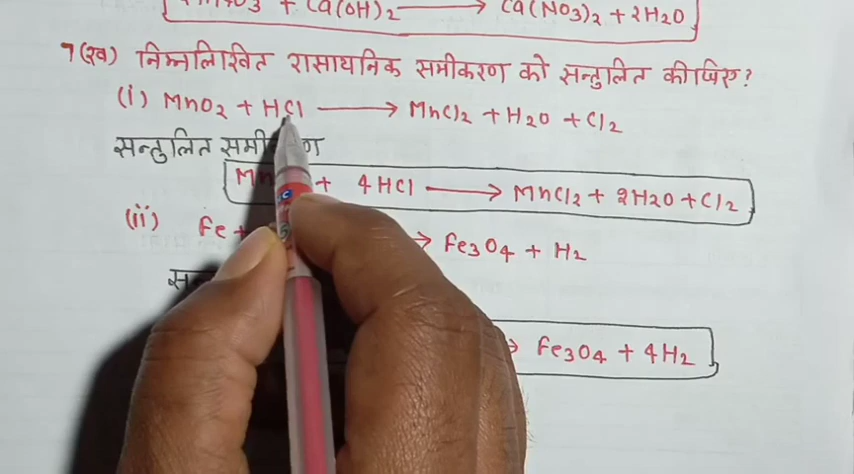 + Ca(OH)₂ ⟶ Ca(NO₃)₂ + 2H₂O
7(ख) निम्नलिखित रासायनिक समीकरण को सन्तुलित कीजिए?
(i) MnO₂ + HCl ⟶ MnCl₂ + H₂O + Cl₂
सन्तुलित
+ 4HCl ⟶ MnCl₂ + 2H₂O + Cl₂
(ii) Fe + → Fe₃O₄ + H₂
→ Fe₃O₄ + 4H₂